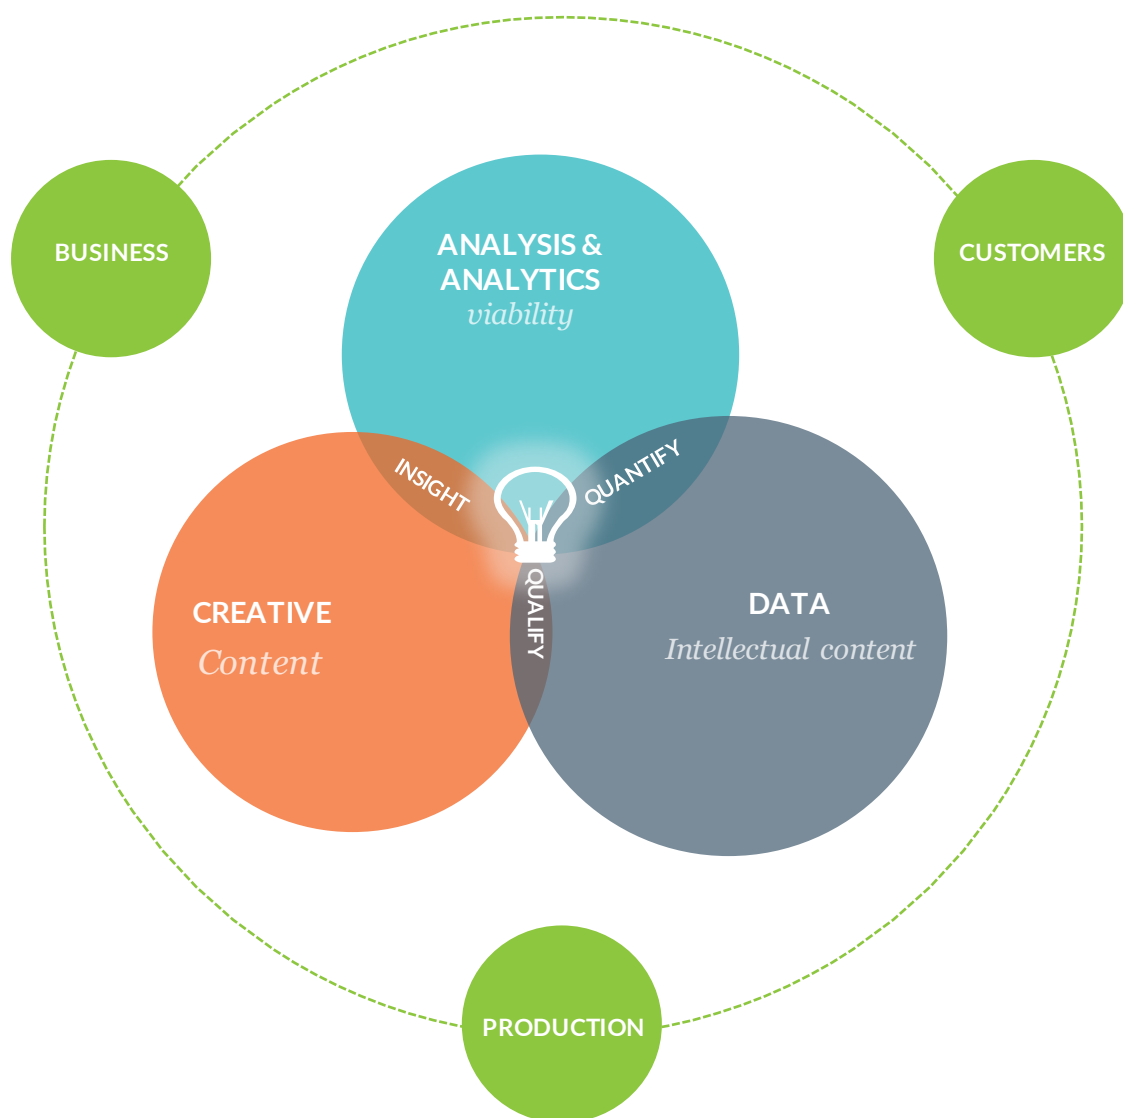 BUSINESS
CUSTOMERS
ANALYSIS &
ANALYTICS
viability
INSIGHT
QUANTIFY
QUALIFY
CREATIVE
Content
DATA
Intellectual content
PRODUCTION